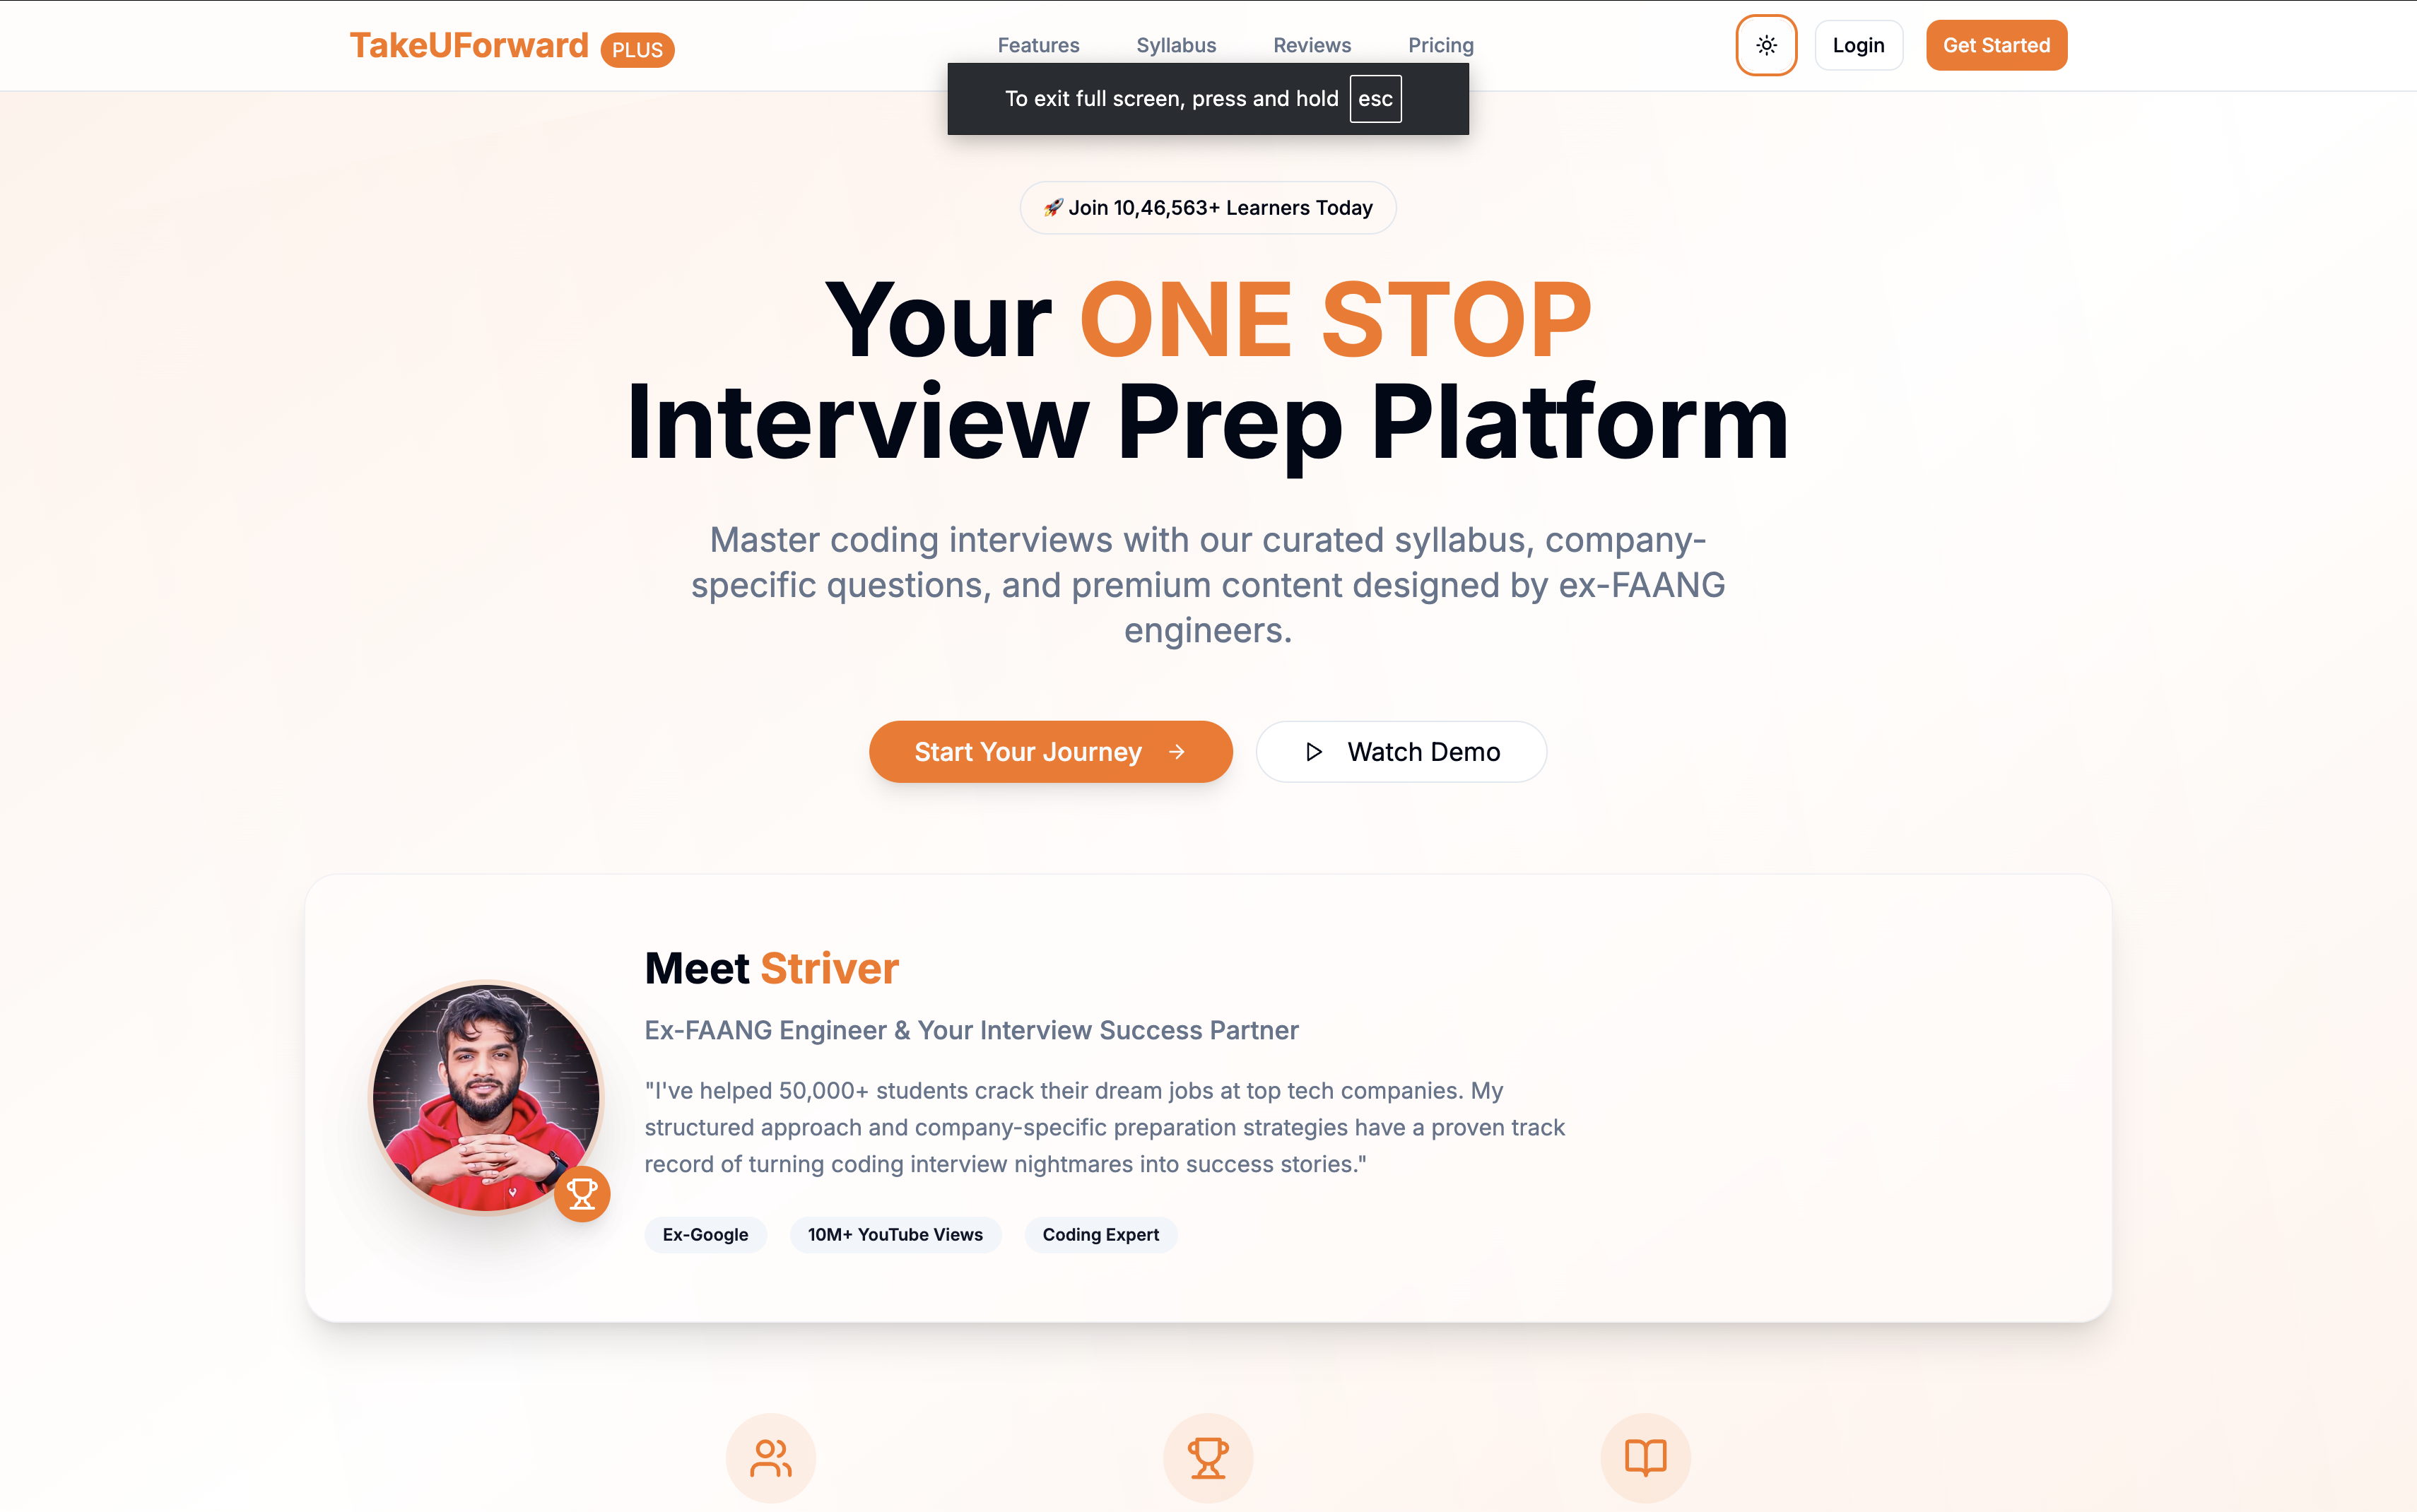 TakeUForward PLUS
Features Syllabus Reviews Pricing
Login Get Started
To exit full screen, press and hold esc
🚀 Join 10,46,563+ Learners Today
Your ONE STOP
Interview Prep Platform
Master coding interviews with our curated syllabus, company-
specific questions, and premium content designed by ex-FAANG
engineers.
Start Your Journey →
Watch Demo
Meet Striver
Ex-FAANG Engineer & Your Interview Success Partner
"I've helped 50,000+ students crack their dream jobs at top tech companies. My
structured approach and company-specific preparation strategies have a proven track
record of turning coding interview nightmares into success stories."
Ex-Google 10M+ YouTube Views Coding Expert